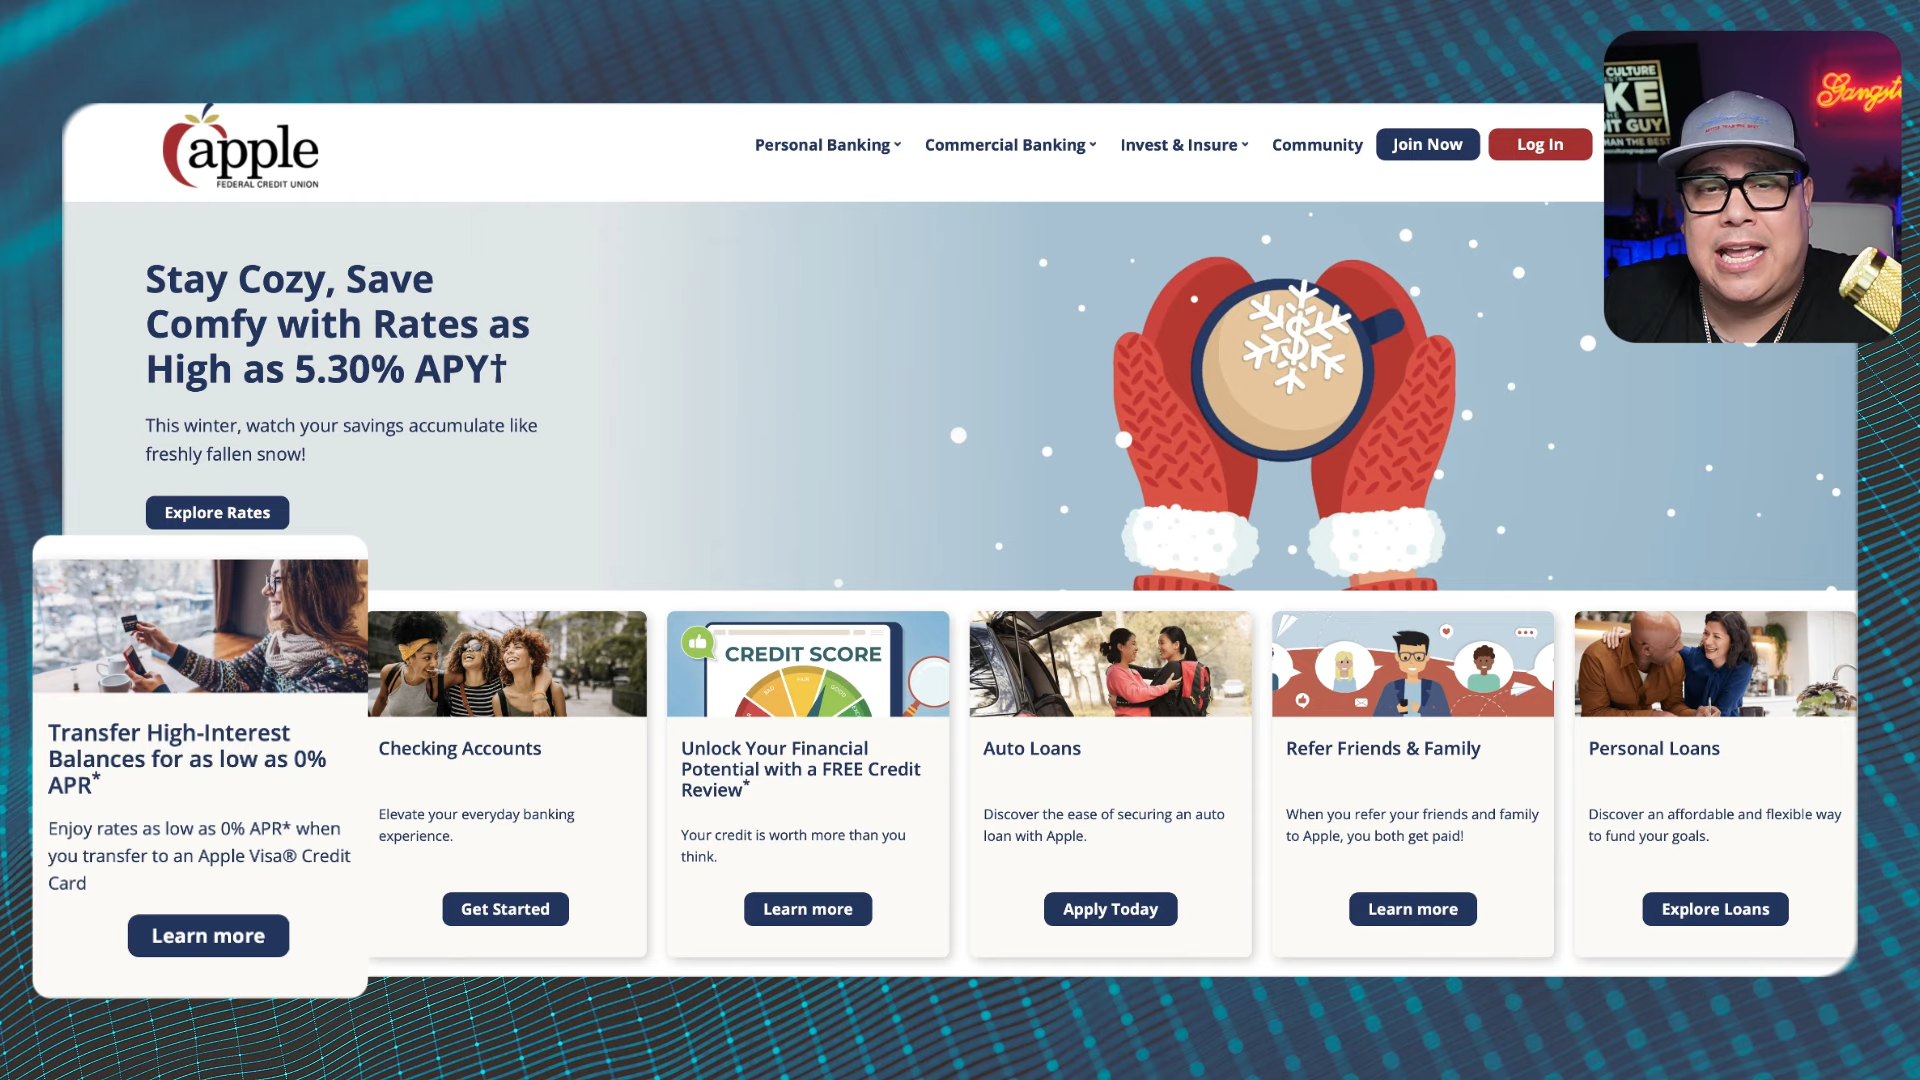 apple
FEDERAL CREDIT UNION
Personal Banking
Commercial Banking
Invest & Insure
Community
Join Now
Log In
CULTURE
KE
IT GUY
HAN THE BEST
Gangst
Stay Cozy, Save
Comfy with Rates as
High as 5.30% APY†
This winter, watch your savings accumulate like
freshly fallen snow!
Explore Rates
$
Transfer High-Interest
Balances for as low as 0%
APR*
Enjoy rates as low as 0% APR* when
you transfer to an Apple Visa® Credit
Card
Learn more
Checking Accounts
Elevate your everyday banking
experience.
Get Started
CREDIT SCORE
BAD
FAIR
GOOD
Unlock Your Financial
Potential with a FREE Credit
Review*
Your credit is worth more than you
think.
Learn more
Auto Loans
Discover the ease of securing an auto
loan with Apple.
Apply Today
Refer Friends & Family
When you refer your friends and family
to Apple, you both get paid!
Learn more
Personal Loans
Discover an affordable and flexible way
to fund your goals.
Explore Loans